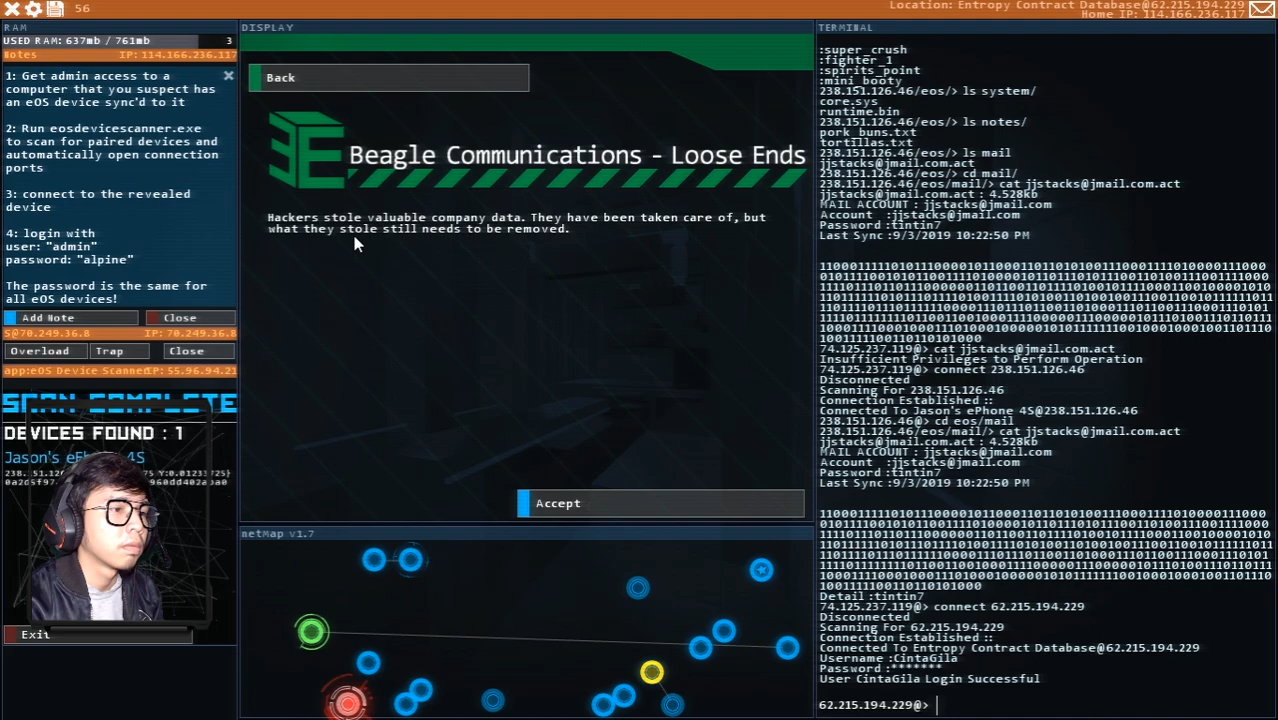 56
Location: Entropy Contract Database@62.215.194.229
Home IP: 114.166.236.117
RAM
USED RAM: 637mb / 761mb
3
Notes
IP: 114.166.236.117
1: Get admin access to a
computer that you suspect has
an eOS device sync'd to it
2: Run eosdevicescanner.exe
to scan for paired devices and
automatically open connection
ports
3: connect to the revealed
device
4: login with
user: "admin"
password: "alpine"
The password is the same for
all eOS devices!
Add Note
Close
S@70.249.36.8
IP: 70.249.36.8
Overload
Trap
Close
app:eOS Device Scanned
IP: 55.96.94.21
SCAN COMPLETE
DEVICES FOUND : 1
Jason's ePhone 4S
Exit
DISPLAY
Back
Beagle Communications - Loose Ends
Hackers stole valuable company data. They have been taken care of, but
what they stole still needs to be removed.
Accept
netMap v1.7
TERMINAL
:super_crush
:fighter_1
:spirits_point
:mini_booty
238.151.126.46/eos/> ls system/
core.sys
runtime.bin
238.151.126.46/eos/> ls notes/
pork_buns.txt
tortillas.txt
238.151.126.46/eos/> ls mail
jjstacks@jmail.com.act
238.151.126.46/eos/> cd mail/
238.151.126.46/eos/mail/> cat jjstacks@jmail.com.act
jjstacks@jmail.com.act : 4.528kb
MAIL ACCOUNT : jjstacks@jmail.com
Account  :jjstacks@jmail.com
Password :tintin7
Last Sync :9/3/2019 10:22:50 PM
74.125.237.119@> cat jjstacks@jmail.com.act
Insufficient Privileges to Perform Operation
74.125.237.119@> connect 238.151.126.46
Disconnected
Scanning For 238.151.126.46
Connection Established ::
Connected To Jason's ePhone 4S@238.151.126.46
238.151.126.46@> cd eos/mail
238.151.126.46/eos/mail/> cat jjstacks@jmail.com.act
jjstacks@jmail.com.act : 4.528kb
MAIL ACCOUNT : jjstacks@jmail.com
Account  :jjstacks@jmail.com
Password :tintin7
Last Sync :9/3/2019 10:22:50 PM
Detail :tintin7
74.125.237.119@> connect 62.215.194.229
Disconnected
Scanning For 62.215.194.229
Connection Established ::
Connected To Entropy Contract Database@62.215.194.229
Username :CintaGila
Password :*******
User CintaGila Login Successful
62.215.194.229@>